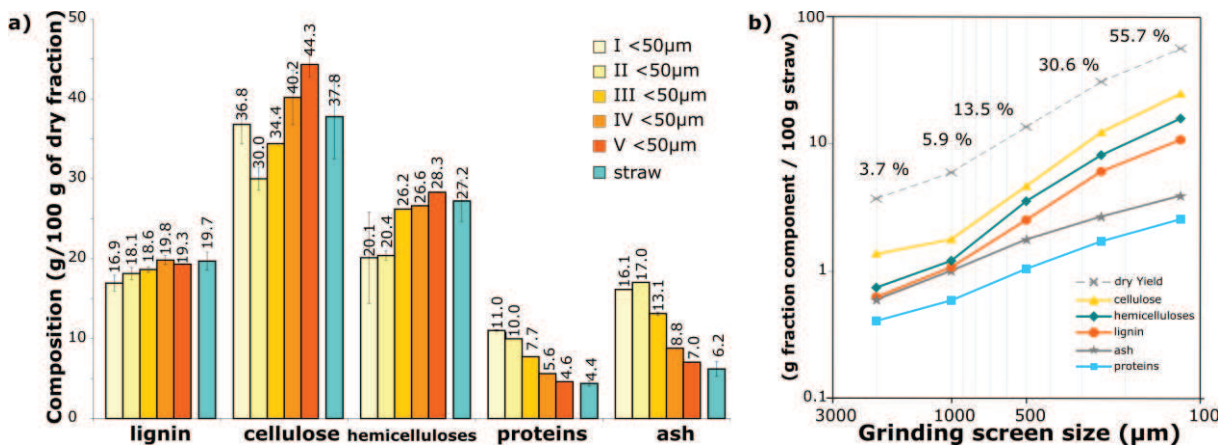 a)
Composition (g/100 g of dry fraction)
50
40
30
20
10
0
16.9
18.1
18.6
19.8
19.3
19.7
36.8
30.0
34.4
40.2
44.3
37.8
20.1
20.4
26.2
26.6
28.3
27.2
11.0
10.0
7.7
5.6
4.6
4.4
16.1
17.0
13.1
8.8
7.0
6.2
I <50µm
II <50µm
III <50µm
IV <50µm
V <50µm
straw
lignin cellulose hemicelluloses proteins ash
b)
(g fraction component / 100 g straw)
100
10
1
0.1
3.7 %
5.9 %
13.5 %
30.6 %
55.7 %
dry Yield
cellulose
hemicelluloses
lignin
ash
proteins
3000 1000 500 100
Grinding screen size (µm)